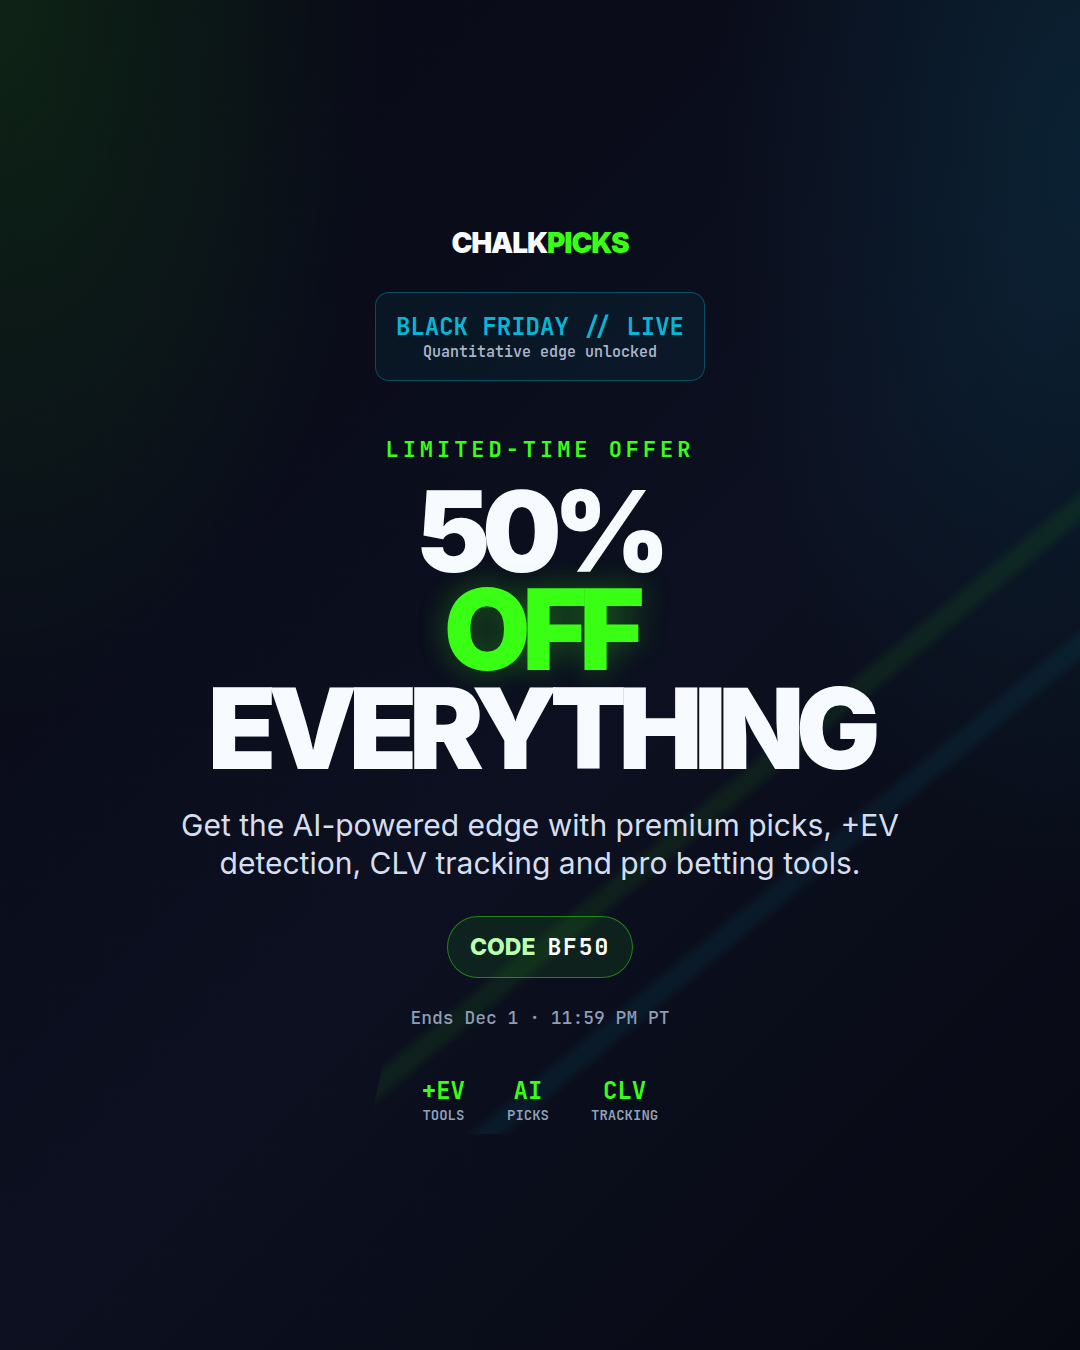 CHALKPICKS
BLACK FRIDAY // LIVE
Quantitative edge unlocked
LIMITED-TIME OFFER
50%
OFF
EVERYTHING
Get the AI-powered edge with premium picks, +EV
detection, CLV tracking and pro betting tools.
CODE BF50
Ends Dec 1 · 11:59 PM PT
+EV AI CLV
TOOLS PICKS TRACKING